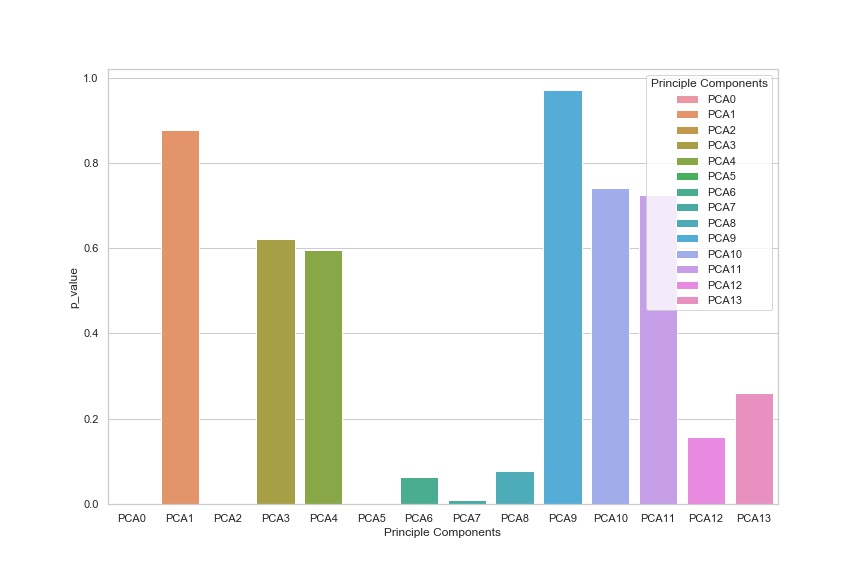 1.0
0.8
0.6
0.4
0.2
0.0
p_value
Principle Components
PCA0
PCA1
PCA2
PCA3
PCA4
PCA5
PCA6
PCA7
PCA8
PCA9
PCA10
PCA11
PCA12
PCA13
PCA0 PCA1 PCA2 PCA3 PCA4 PCA5 PCA6 PCA7 PCA8 PCA9 PCA10 PCA11 PCA12 PCA13
Principle Components